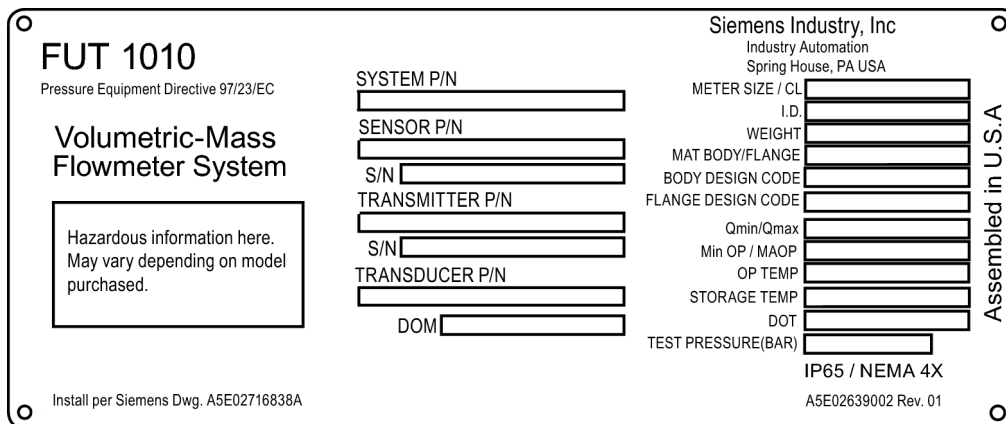 FUT 1010
Pressure Equipment Directive 97/23/EC
Volumetric-Mass
Flowmeter System
Hazardous information here.
May vary depending on model
purchased.
Install per Siemens Dwg. A5E02716838A
SYSTEM P/N
SENSOR P/N
S/N
TRANSMITTER P/N
S/N
TRANSDUCER P/N
DOM
Siemens Industry, Inc
Industry Automation
Spring House, PA USA
METER SIZE / CL
I.D.
WEIGHT
MAT BODY/FLANGE
BODY DESIGN CODE
FLANGE DESIGN CODE
Qmin/Qmax
Min OP / MAOP
OP TEMP
STORAGE TEMP
DOT
TEST PRESSURE(BAR)
IP65 / NEMA 4X
A5E02639002 Rev. 01
Assembled in U.S.A